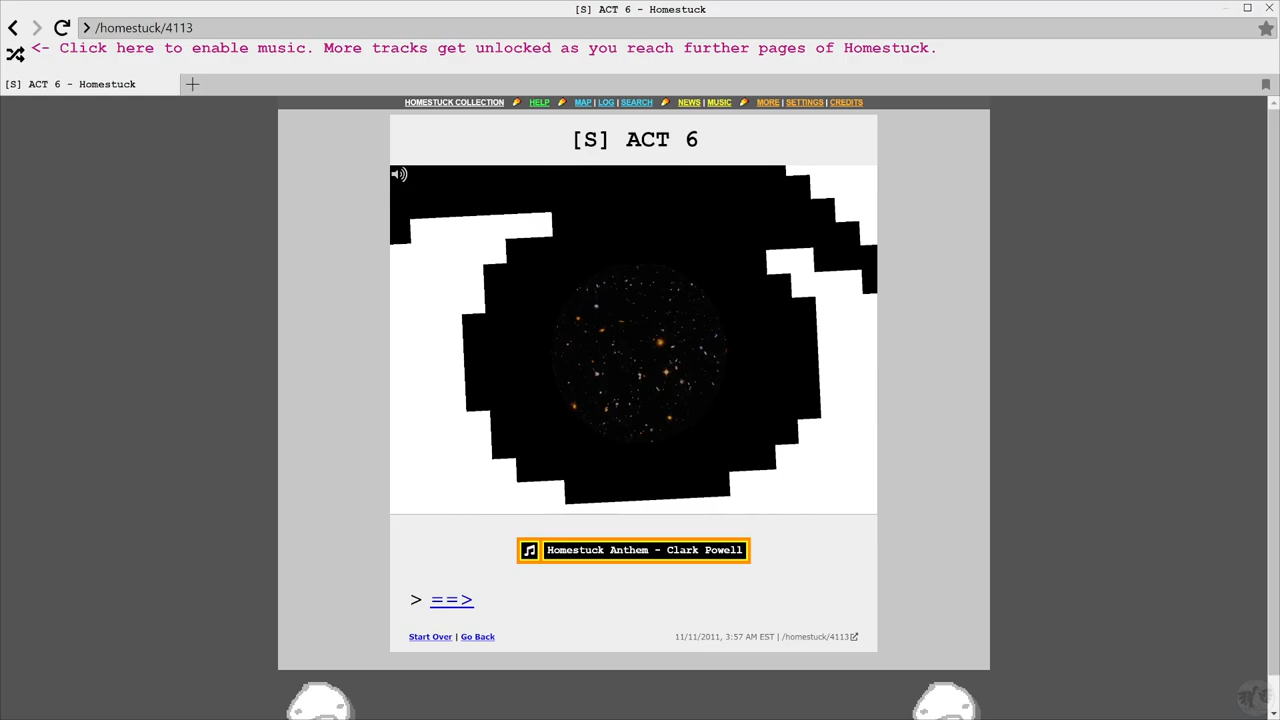 [S] ACT 6 - Homestuck
/homestuck/4113
<- Click here to enable music. More tracks get unlocked as you reach further pages of Homestuck.
[S] ACT 6 - Homestuck
HOMESTUCK COLLECTION HELP MAP | LOG | SEARCH NEWS | MUSIC MORE | SETTINGS | CREDITS
[S] ACT 6
Homestuck Anthem - Clark Powell
> ==>
Start Over | Go Back 11/11/2011, 3:57 AM EST | /homestuck/4113